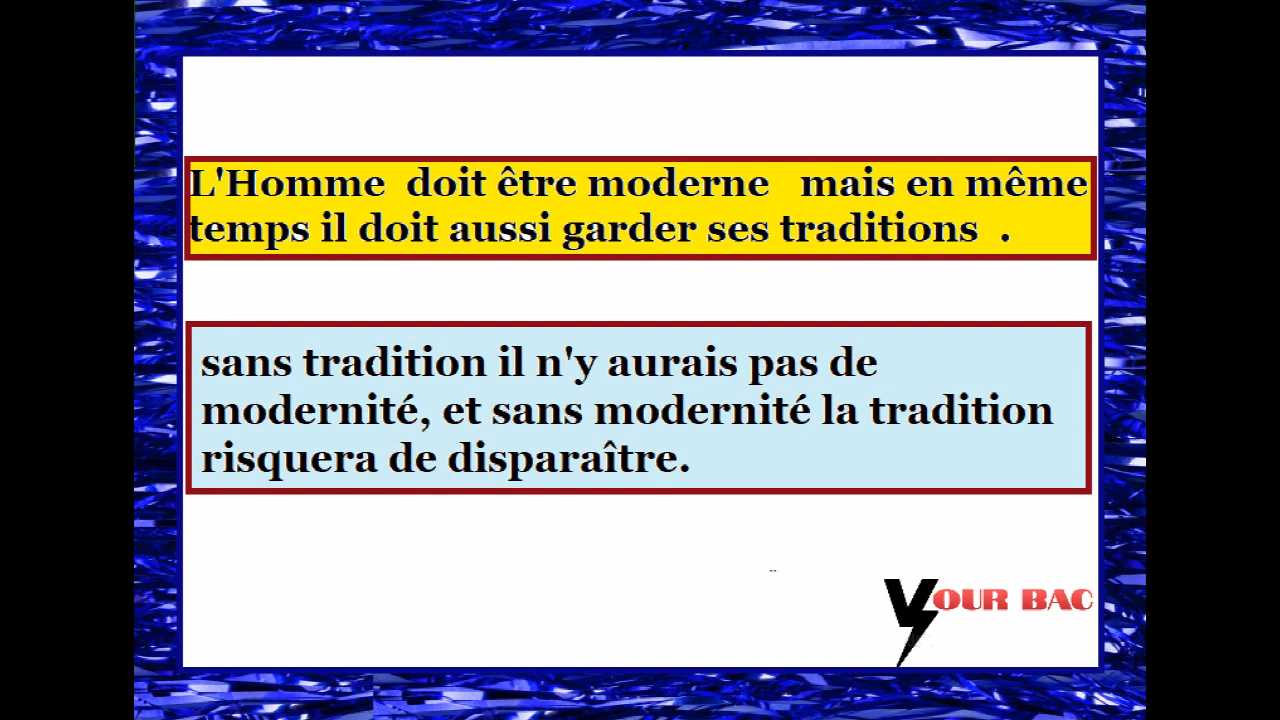 L'Homme doit être moderne mais en même
temps il doit aussi garder ses traditions .
sans tradition il n'y aurais pas de
modernité, et sans modernité la tradition
risquera de disparaître.
--
YOUR BAC